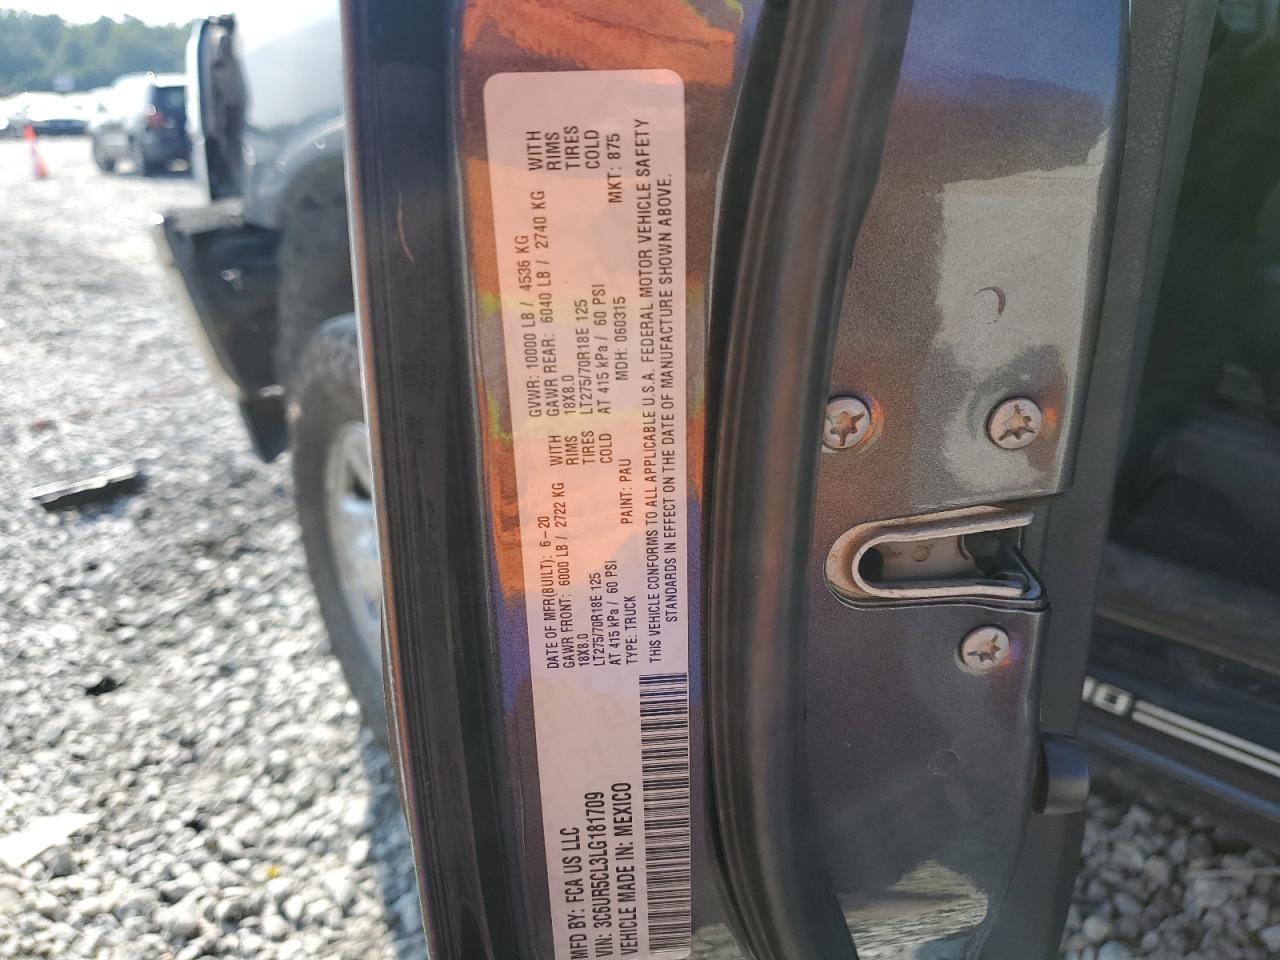 MFD BY: FCA US LLC
VIN: 3C6UR5CL3LG181709
VEHICLE MADE IN: MEXICO
DATE OF MFR(BUILT): 6-20 GVWR: 10000 LB / 4536 KG
GAWR FRONT: 6000 LB / 2722 KG WITH GAWR REAR: 6040 LB / 2740 KG WITH
18X8.0 RIMS 18X8.0 RIMS
LT275/70R18E 125 TIRES LT275/70R18E 125 TIRES
AT 415 kPa / 60 PSI COLD AT 415 kPa / 60 PSI COLD
TYPE: TRUCK PAINT: PAU MDH: 060315 MKT: 875
THIS VEHICLE CONFORMS TO ALL APPLICABLE U.S.A. FEDERAL MOTOR VEHICLE SAFETY
STANDARDS IN EFFECT ON THE DATE OF MANUFACTURE SHOWN ABOVE.